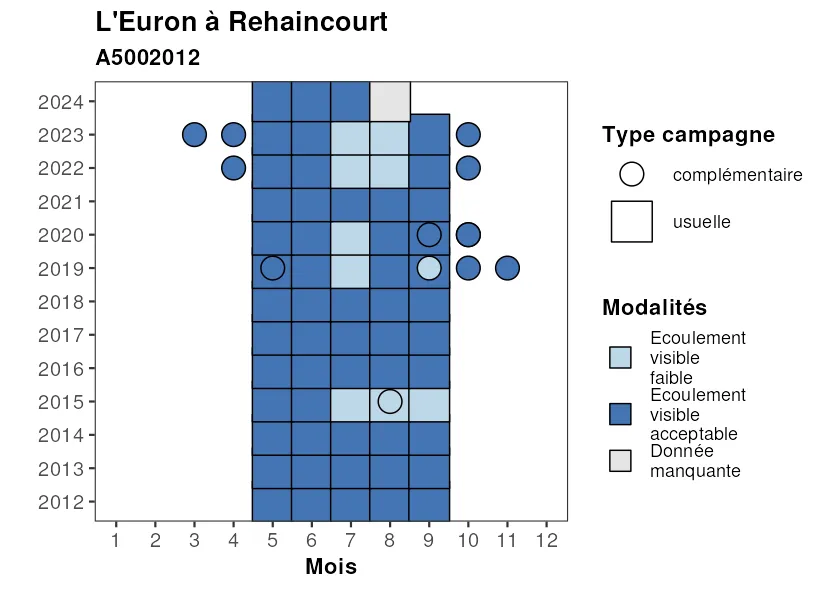 L'Euron à Rehaincourt
A5002012
2024
2023
2022
2021
2020
2019
2018
2017
2016
2015
2014
2013
2012
1 2 3 4 5 6 7 8 9 10 11 12
Mois
Type campagne
complémentaire
usuelle
Modalités
Ecoulement
visible
faible
Ecoulement
visible
acceptable
Donnée
manquante